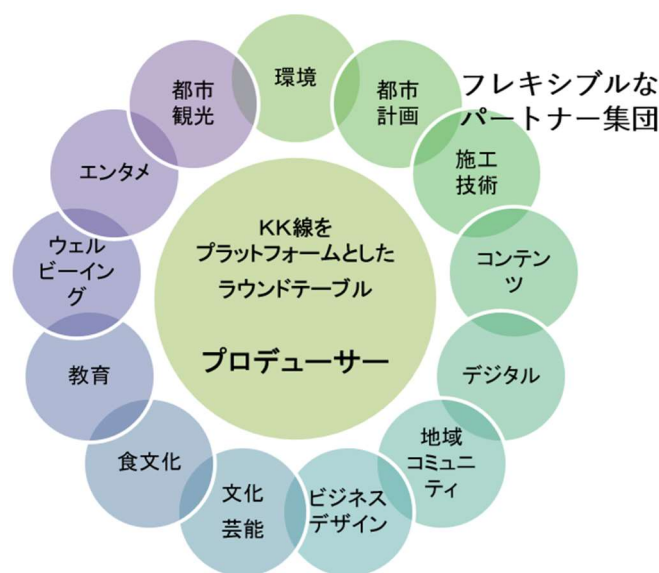 環境
都市
計画
フレキシブルな
パートナー集団
施工
技術
コンテン
ツ
デジタル
地域
コミュニ
ティ
ビジネス
デザイン
文化
芸能
食文化
教育
ウェル
ビーイン
グ
エンタメ
都市
観光
KK線を
プラットフォームとした
ラウンドテーブル
プロデューサー